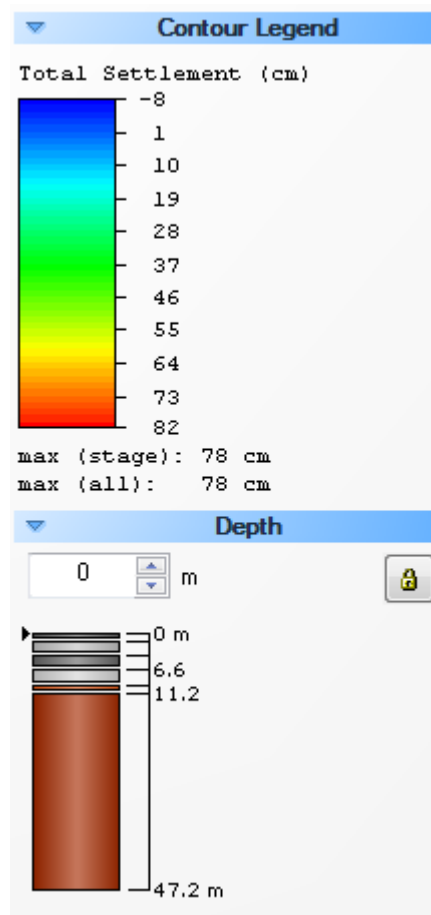 Contour Legend
Total Settlement (cm)
-8
1
10
19
28
37
46
55
64
73
82
max (stage): 78 cm
max (all): 78 cm
Depth
0 m
0 m
6.6
11.2
47.2 m